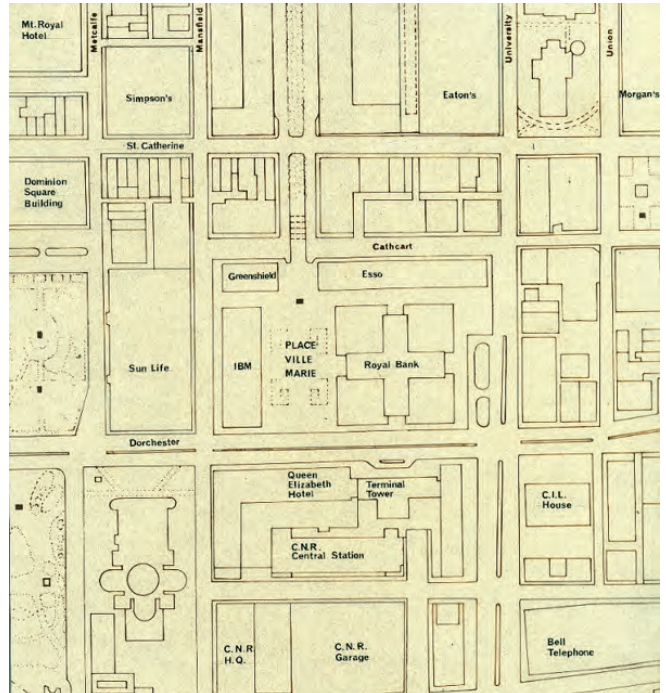 Mt. Royal
Hotel
Metcalfe
Mansfield
University
Union
Simpson's
Eaton's
Morgan's
St. Catherine
Dominion
Square
Building
Cathcart
Greenshield
Esso
PLACE
VILLE
MARIE
Sun Life
IBM
Royal Bank
Dorchester
Queen
Elizabeth
Hotel
Terminal
Tower
C.I.L.
House
C.N.R.
Central Station
C.N.R.
H.Q.
C.N.R.
Garage
Bell
Telephone